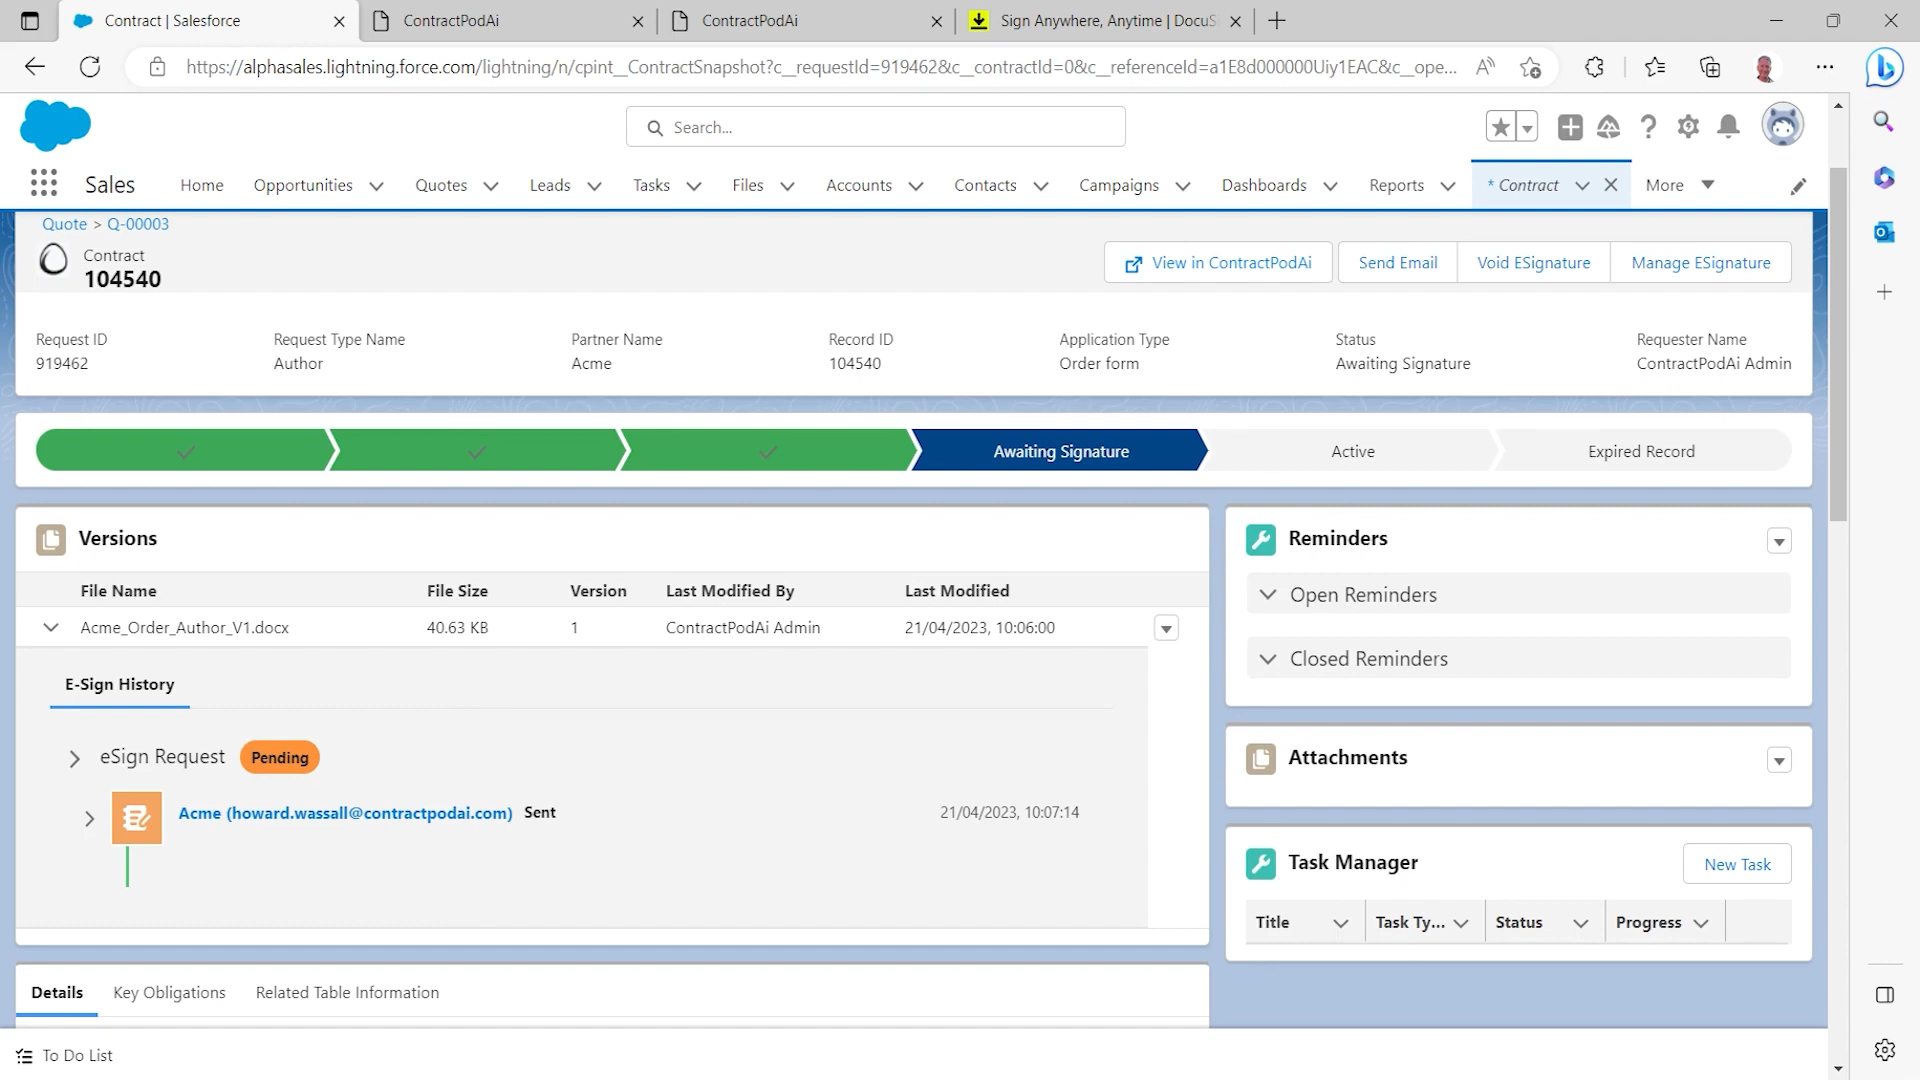 Contract | Salesforce
ContractPodAi
ContractPodAi
Sign Anywhere, Anytime | DocuS
https://alphasales.lightning.force.com/lightning/n/cpint__ContractSnapshot?c__requestId=919462&c__contractId=0&c__referenceId=a1E8d000000Uiy1EAC&c__ope...
Search...
Sales Home Opportunities Quotes Leads Tasks Files Accounts Contacts Campaigns Dashboards Reports * Contract More
Quote > Q-00003
Contract
104540
View in ContractPodAi Send Email Void ESignature Manage ESignature
Request ID Request Type Name Partner Name Record ID Application Type Status Requester Name
919462 Author Acme 104540 Order form Awaiting Signature ContractPodAi Admin
Awaiting Signature Active Expired Record
Versions
File Name File Size Version Last Modified By Last Modified
Acme_Order_Author_V1.docx 40.63 KB 1 ContractPodAi Admin 21/04/2023, 10:06:00
E-Sign History
eSign Request Pending
Acme (howard.wassall@contractpodai.com) Sent 21/04/2023, 10:07:14
Reminders
Open Reminders
Closed Reminders
Attachments
Task Manager New Task
Title Task Ty... Status Progress
Details Key Obligations Related Table Information
To Do List